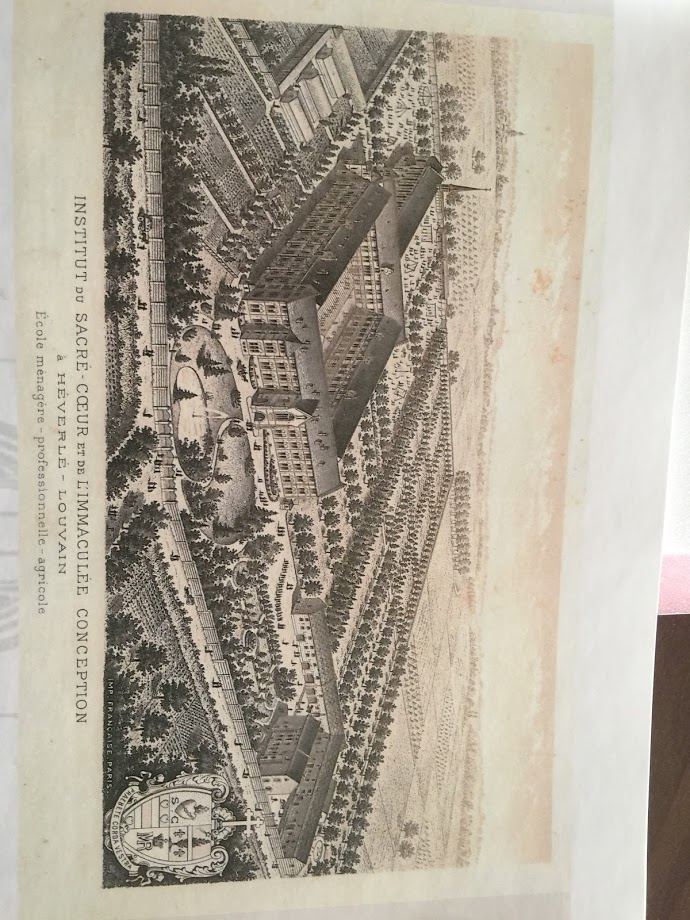 INSTITUT DU SACRÉ-CŒUR ET DE L'IMMACULÉE CONCEPTION
à HÉVERLÉ-LOUVAIN
École ménagère-professionnelle-agricole
IMP. FRANÇAISE. PARIS.
S C